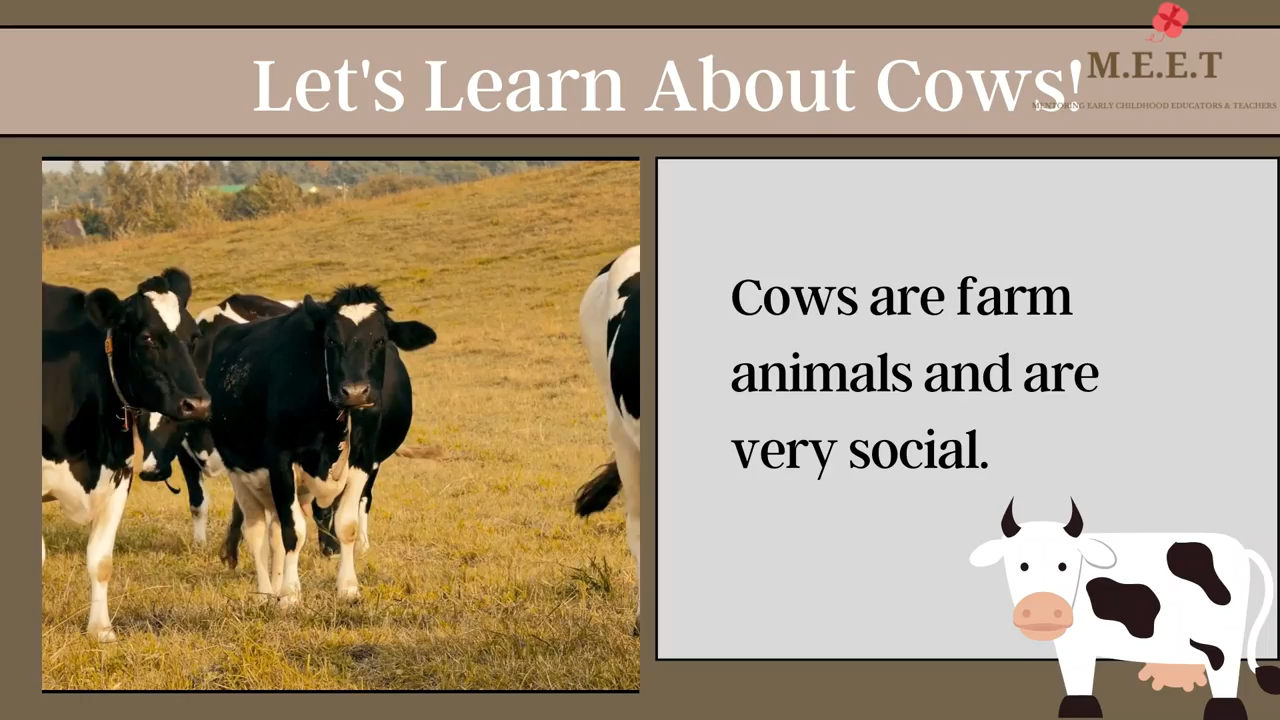 Let's Learn About Cows!
M.E.E.T
MENTORING EARLY CHILDHOOD EDUCATORS & TEACHERS
Cows are farm
animals and are
very social.